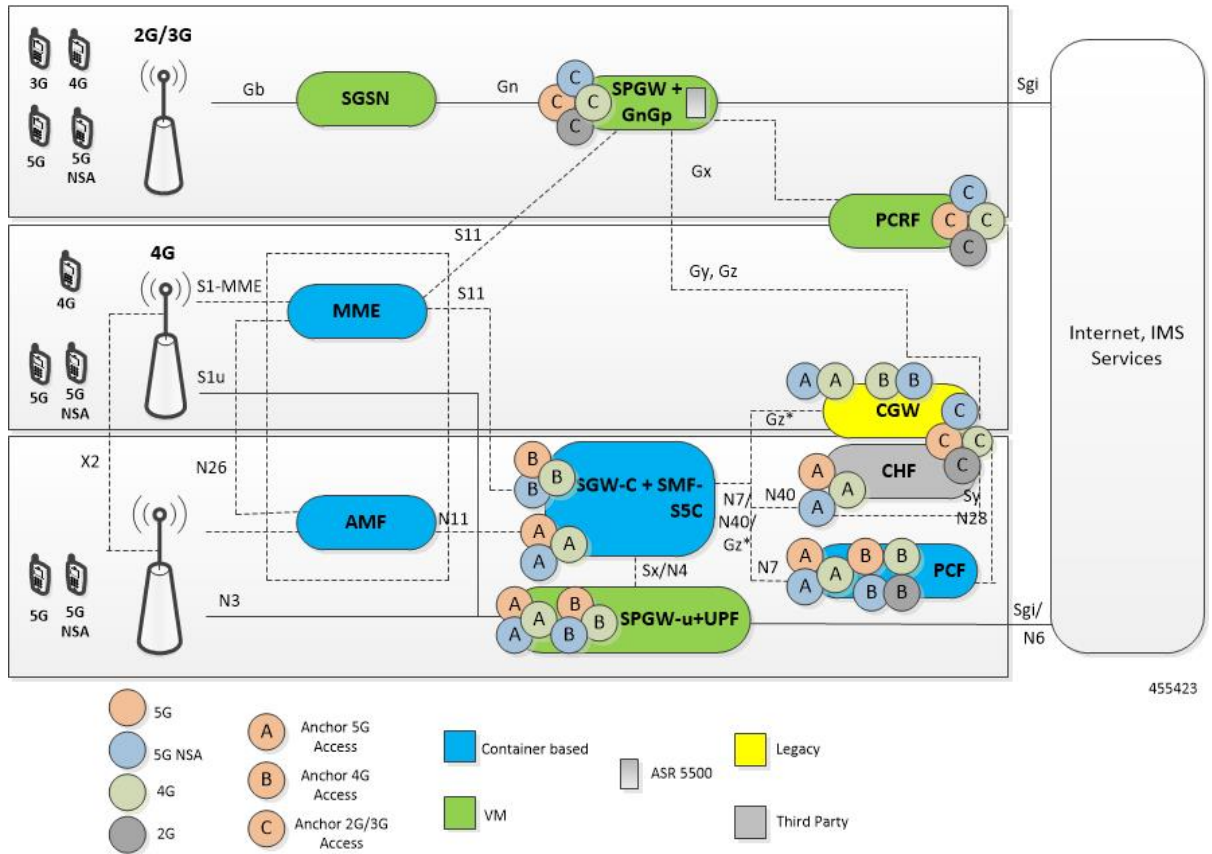 2G/3G
3G
4G
5G
5G
NSA
Gb
SGSN
Gn
C
C
C
C
SPGW +
GnGp
Sgi
Gx
PCRF
C
C
C
C
4G
4G
5G
5G
NSA
S1-MME
S1u
MME
S11
S11
Gy, Gz
Internet, IMS
Services
A
A
B
B
CGW
Gz*
C
C
C
C
CHF
A
A
A
N40
Sy
N28
X2
N26
5G
5G
NSA
AMF
N11
B
B
B
A
A
A
SGW-C + SMF-
S5C
N7/
N40/
Gz*
N7
A
A
A
B
B
B
B
PCF
Sx/N4
N3
A
A
A
B
B
B
SPGW-u+UPF
Sgi/
N6
455423
5G
5G NSA
4G
2G
A
Anchor 5G
Access
B
Anchor 4G
Access
C
Anchor 2G/3G
Access
Container based
VM
ASR 5500
Legacy
Third Party